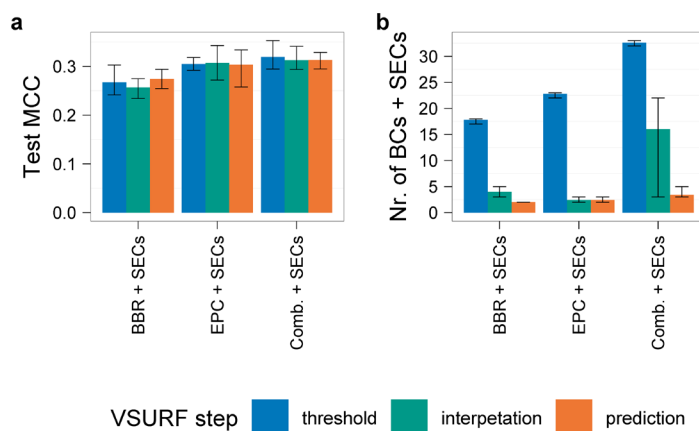 a
Test MCC
0.3
0.2
0.1
0.0
BBR + SECs
EPC + SECs
Comb. + SECs
b
Nr. of BCs + SECs
30
25
20
15
10
5
0
BBR + SECs
EPC + SECs
Comb. + SECs
VSURF step threshold interpetation prediction